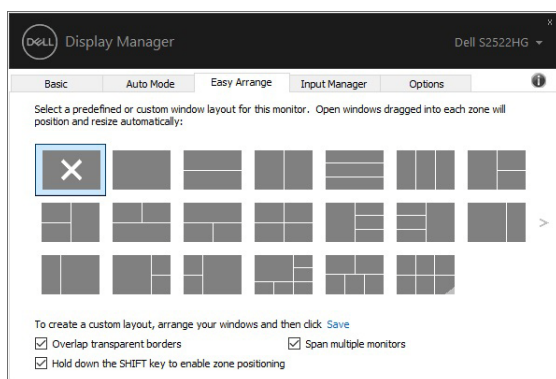 x
DELL Display Manager Dell S2522HG
Basic Auto Mode Easy Arrange Input Manager Options i
Select a predefined or custom window layout for this monitor. Open windows dragged into each zone will
position and resize automatically:
>
To create a custom layout, arrange your windows and then click Save
Overlap transparent borders Span multiple monitors
Hold down the SHIFT key to enable zone positioning